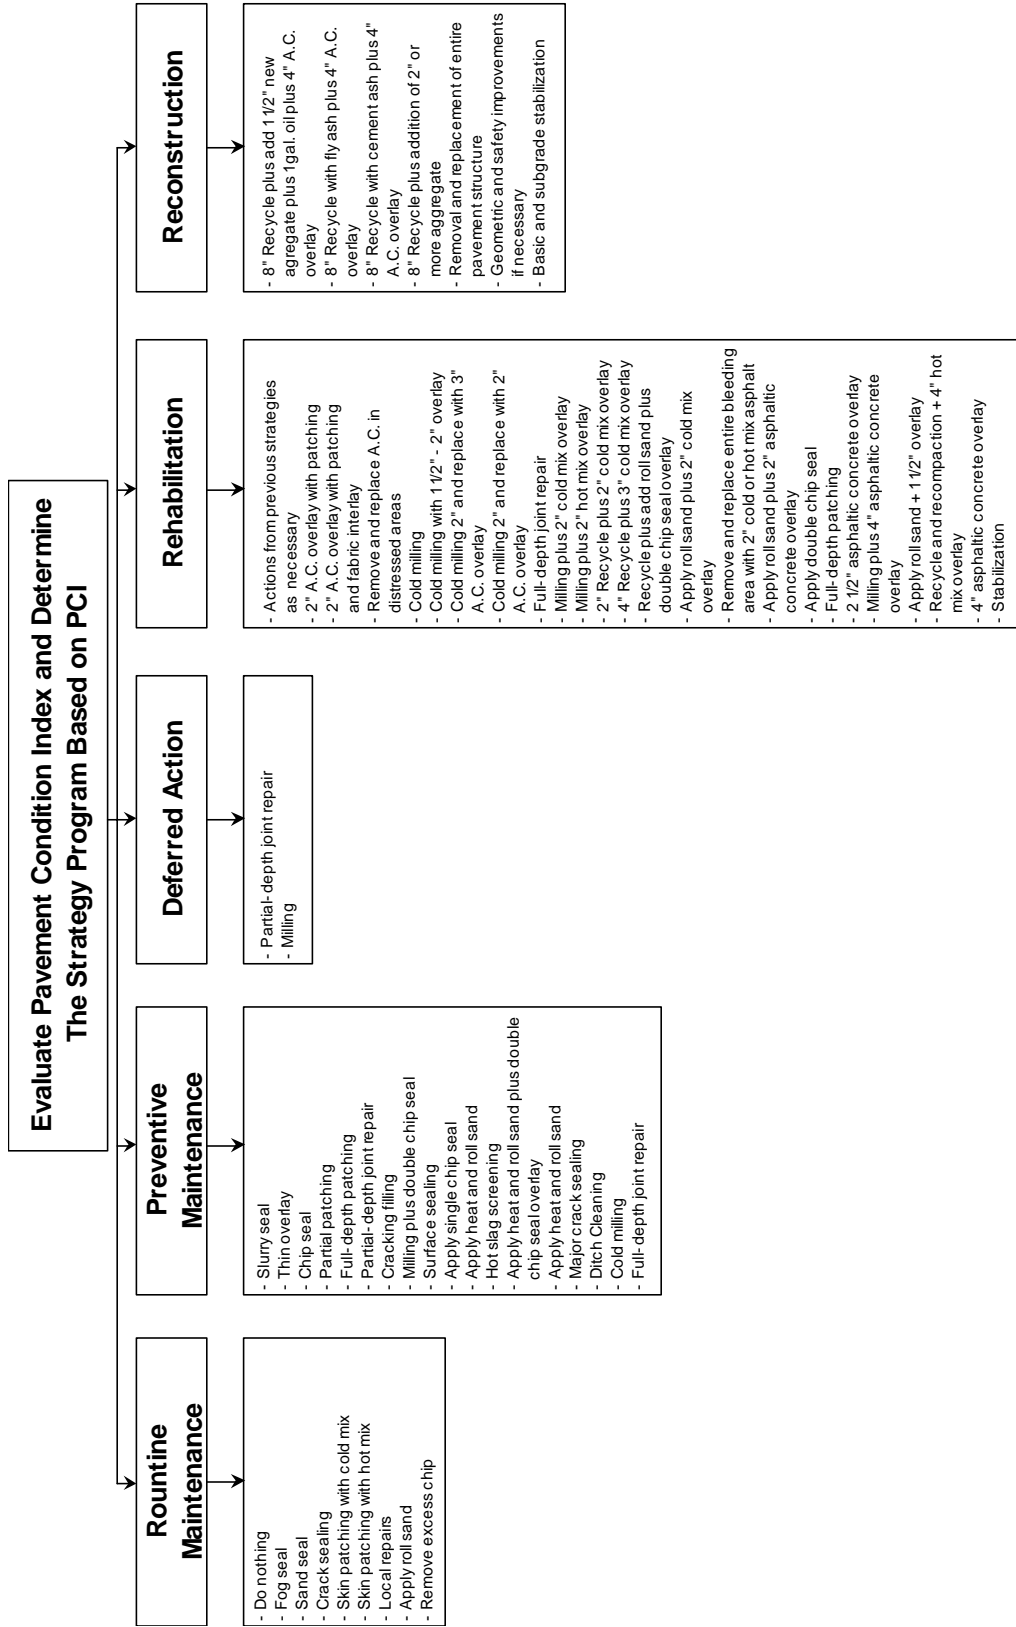 Evaluate Pavement Condition Index and Determine
The Strategy Program Based on PCI
Rountine
Maintenance
- Do nothing
- Fog seal
- Sand seal
- Crack sealing
- Skin patching with cold mix
- Skin patching with hot mix
- Local repairs
- Apply roll sand
- Remove excess chip
Preventive
Maintenance
- Slurry seal
- Thin overlay
- Chip seal
- Partial patching
- Full- depth patching
- Partial- depth joint repair
- Cracking filling
- Milling plus double chip seal
- Surface sealing
- Apply single chip seal
- Apply heat and roll sand
- Hot slag screening
- Apply heat and roll sand plus double
chip seal overlay
- Apply heat and roll sand
- Major crack sealing
- Ditch Cleaning
- Cold milling
- Full- depth joint repair
Deferred Action
- Partial- depth joint repair
- Milling
Rehabilitation
- Actions from previous strategies
as necessary
- 2" A.C. overlay with patching
- 2" A.C. overlay with patching
and fabric interlay
- Remove and replace A.C. in
distressed areas
- Cold milling
- Cold milling with 1 1/2" - 2" overlay
- Cold milling 2" and replace with 3"
A.C. overlay
- Cold milling 2" and replace with 2"
A.C. overlay
- Full- depth joint repair
- Milling plus 2" cold mix overlay
- Milling plus 2" hot mix overlay
- 2" Recycle plus 2" cold mix overlay
- 4" Recycle plus 3" cold mix overlay
- Recycle plus add roll sand plus
double chip seal overlay
- Apply roll sand plus 2" cold mix
overlay
- Remove and replace entire bleeding
area with 2" cold or hot mix asphalt
- Apply roll sand plus 2" asphaltic
concrete overlay
- Apply double chip seal
- Full- depth patching
- 2 1/2" asphaltic concrete overlay
- Milling plus 4" asphaltic concrete
overlay
- Apply roll sand + 1 1/2" overlay
- Recycle and recompaction + 4" hot
mix overlay
- 4" asphaltic concrete overlay
- Stabilization
Reconstruction
- 8" Recycle plus add 1 1/2" new
agregate plus 1 gal. oil plus 4" A.C.
overlay
- 8" Recycle with fly ash plus 4" A.C.
overlay
- 8" Recycle with cement ash plus 4"
A.C. overlay
- 8" Recycle plus addition of 2" or
more aggregate
- Removal and replacement of entire
pavement structure
- Geometric and safety improvements
if necessary
- Basic and subgrade stabilization